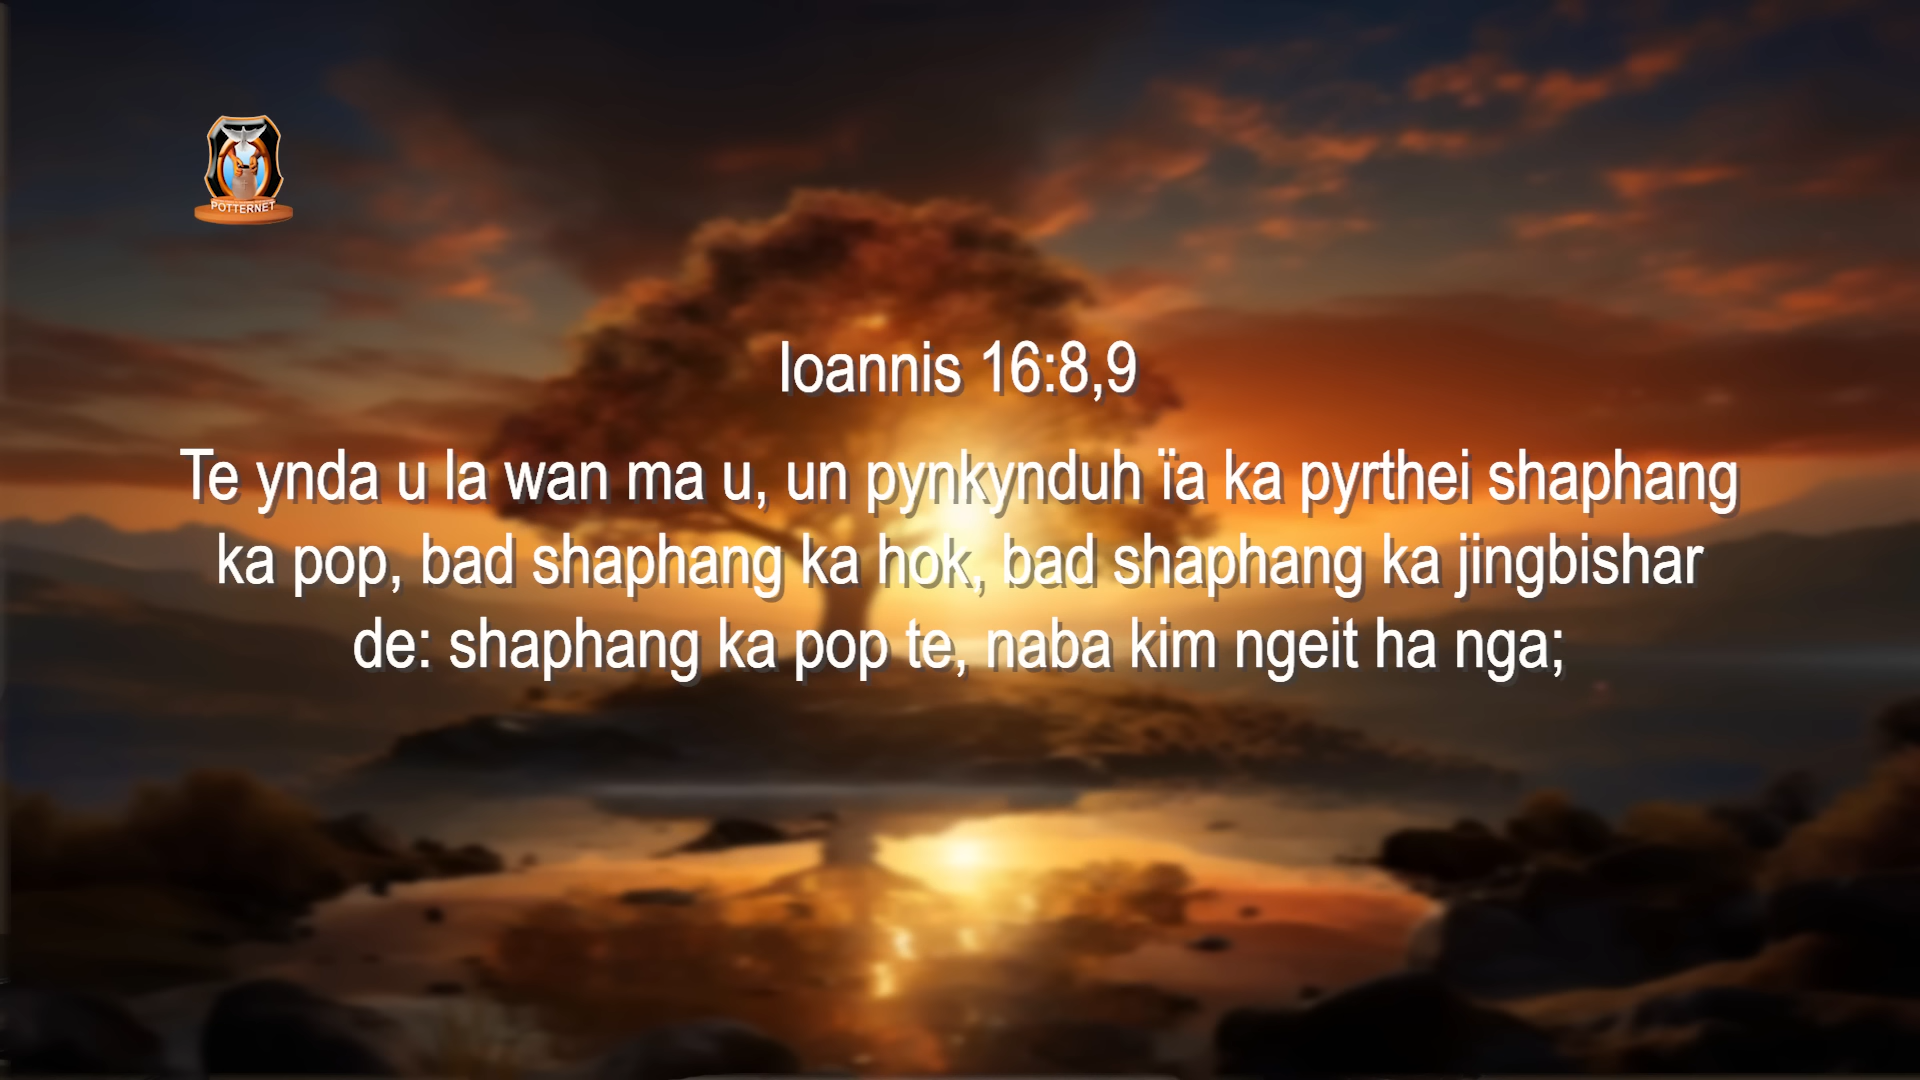 POTTERNET
Ioannis 16:8,9
Te ynda u la wan ma u, un pynkynduh ïa ka pyrthei shaphang
ka pop, bad shaphang ka hok, bad shaphang ka jingbishar
de: shaphang ka pop te, naba kim ngeit ha nga;